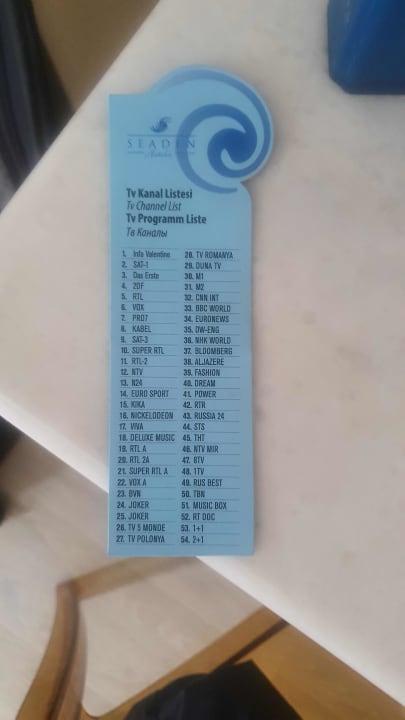 SEADEN
Tv Kanal Listesi
Tv Channel List
Tv Programm Liste
Тв Каналы
1. Info Valentine
2. SAT-1
3. Das Erste
4. ZDF
5. RTL
6. VOX
7. PRO7
8. KABEL
9. SAT-3
10. SUPER RTL
11. RTL-2
12. NTV
13. N24
14. EURO SPORT
15. KIKA
16. NICKELODEON
17. VIVA
18. DELUXE MUSIC
19. RTL A
20. RTL 2A
21. SUPER RTL A
22. VOX A
23. BVN
24. JOKER
25. JOKER
26. TV 5 MONDE
27. TV POLONYA
28. TV ROMANYA
29. DUNA TV
30. M1
31. M2
32. CNN INT
33. BBC WORLD
34. EURONEWS
35. DW-ENG
36. NHK WORLD
37. BLOOMBERG
38. ALJAZERE
39. FASHION
40. DREAM
41. POWER
42. RTR
43. RUSSIA 24
44. STS
45. THT
46. NTV MIR
47. 8TV
48. 1TV
49. RUS BEST
50. TBN
51. MUSIC BOX
52. RT DOC
53. 1+1
54. 2+1